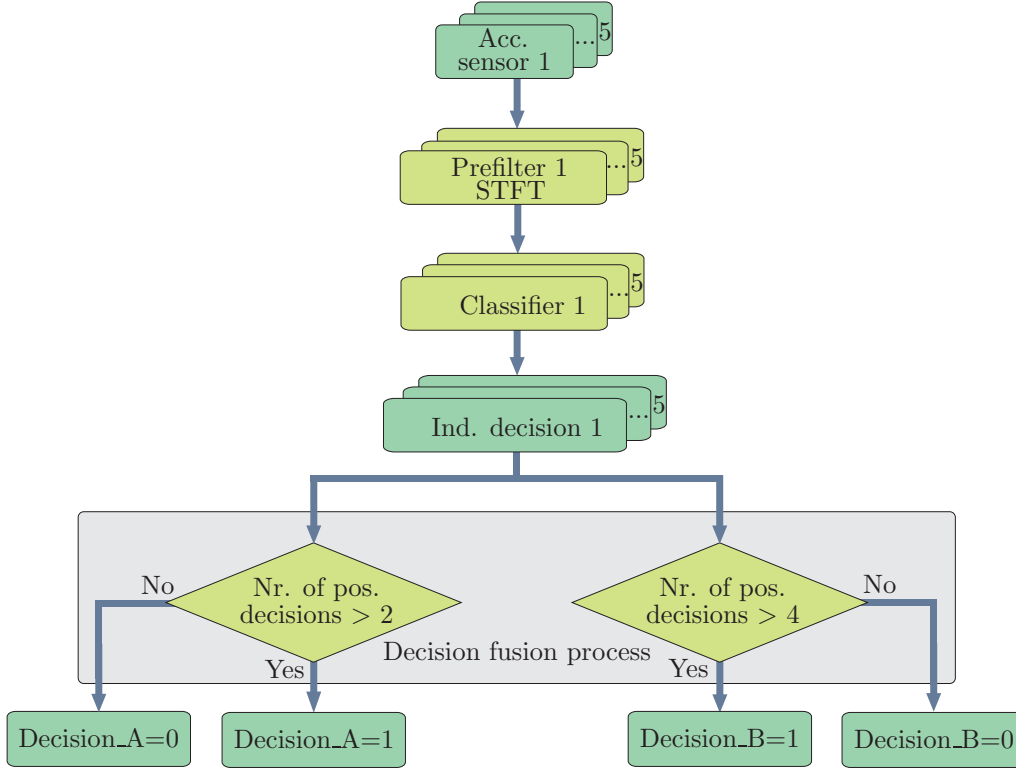 Acc.
sensor 1
... 5
Prefilter 1
STFT
... 5
Classifier 1
... 5
Ind. decision 1
... 5
No
Nr. of pos.
decisions > 2
Yes
Decision fusion process
Nr. of pos.
decisions > 4
No
Yes
Decision_A=0
Decision_A=1
Decision_B=1
Decision_B=0